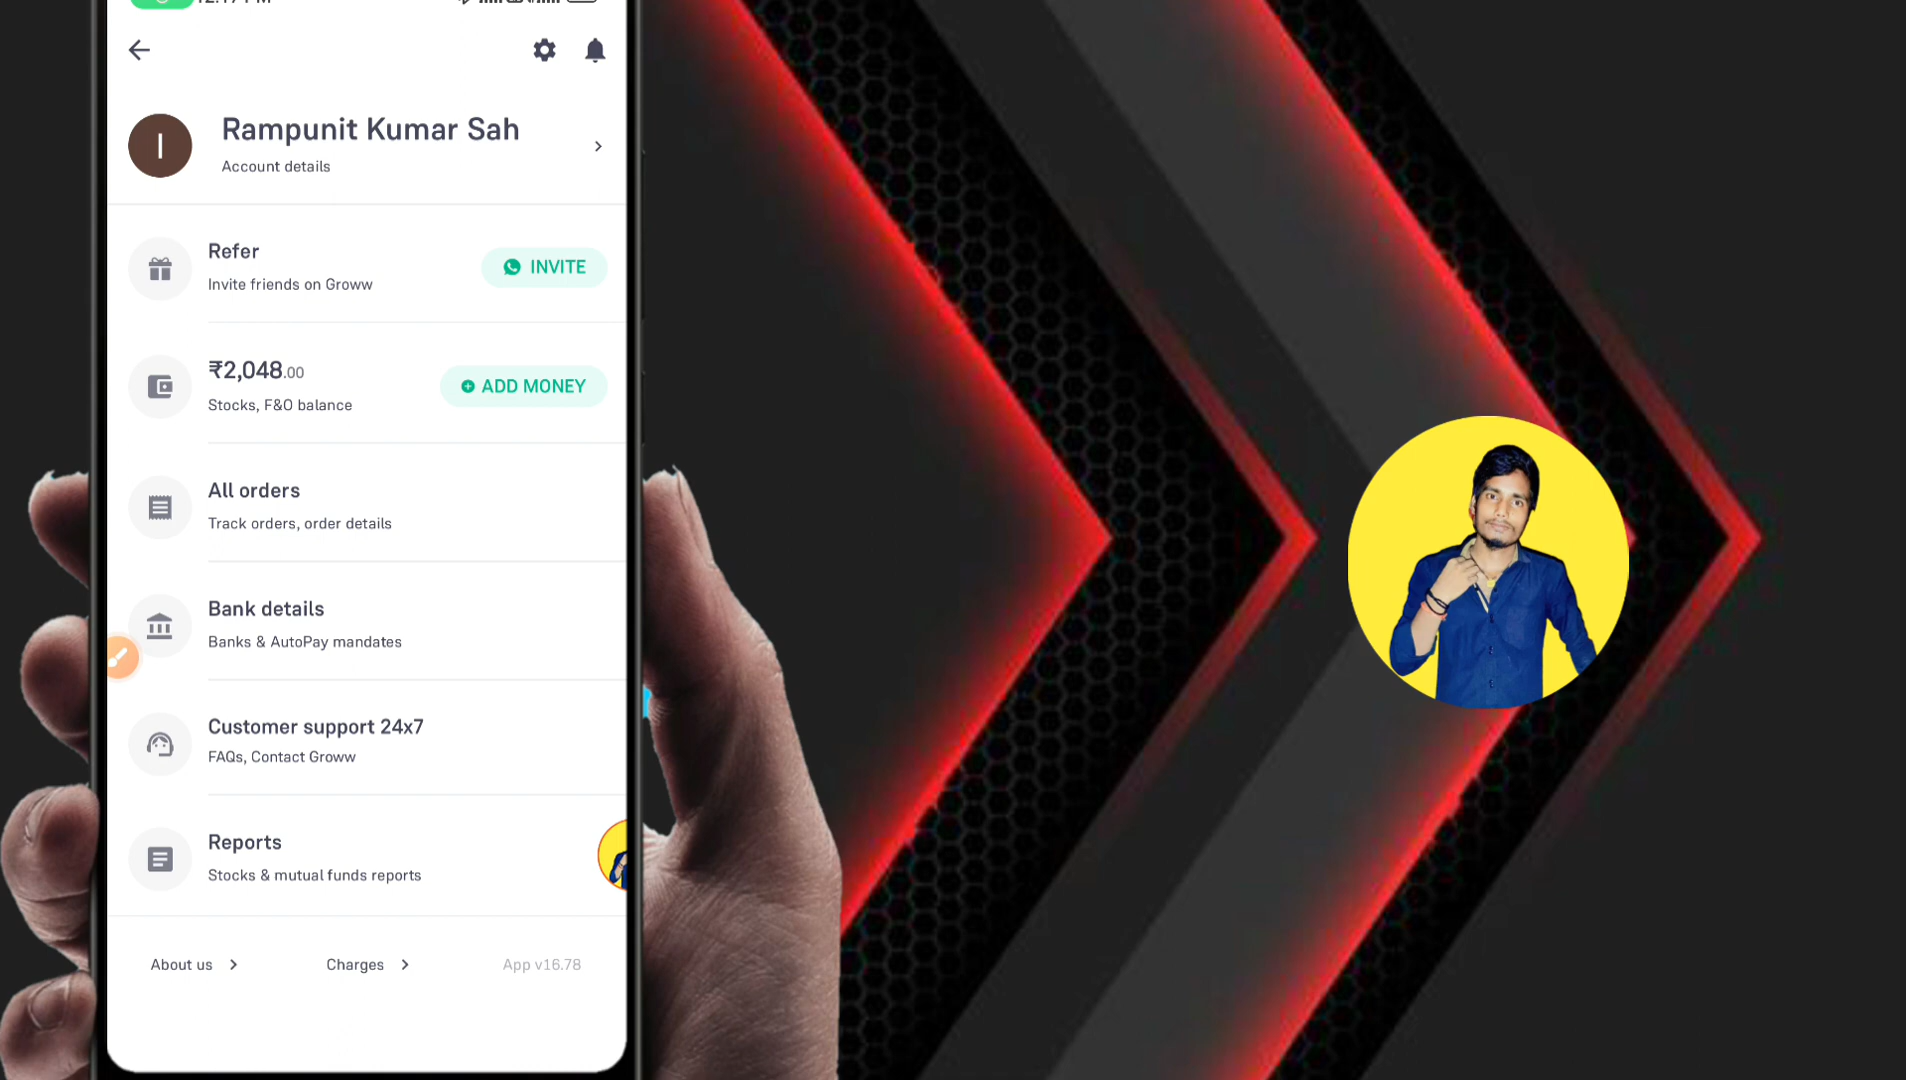 Rampunit Kumar Sah
Account details
Refer
Invite friends on Groww
INVITE
₹2,048.00
Stocks, F&O balance
ADD MONEY
All orders
Track orders, order details
Bank details
Banks & AutoPay mandates
Customer support 24x7
FAQs, Contact Groww
Reports
Stocks & mutual funds reports
About us
Charges
App v16.78